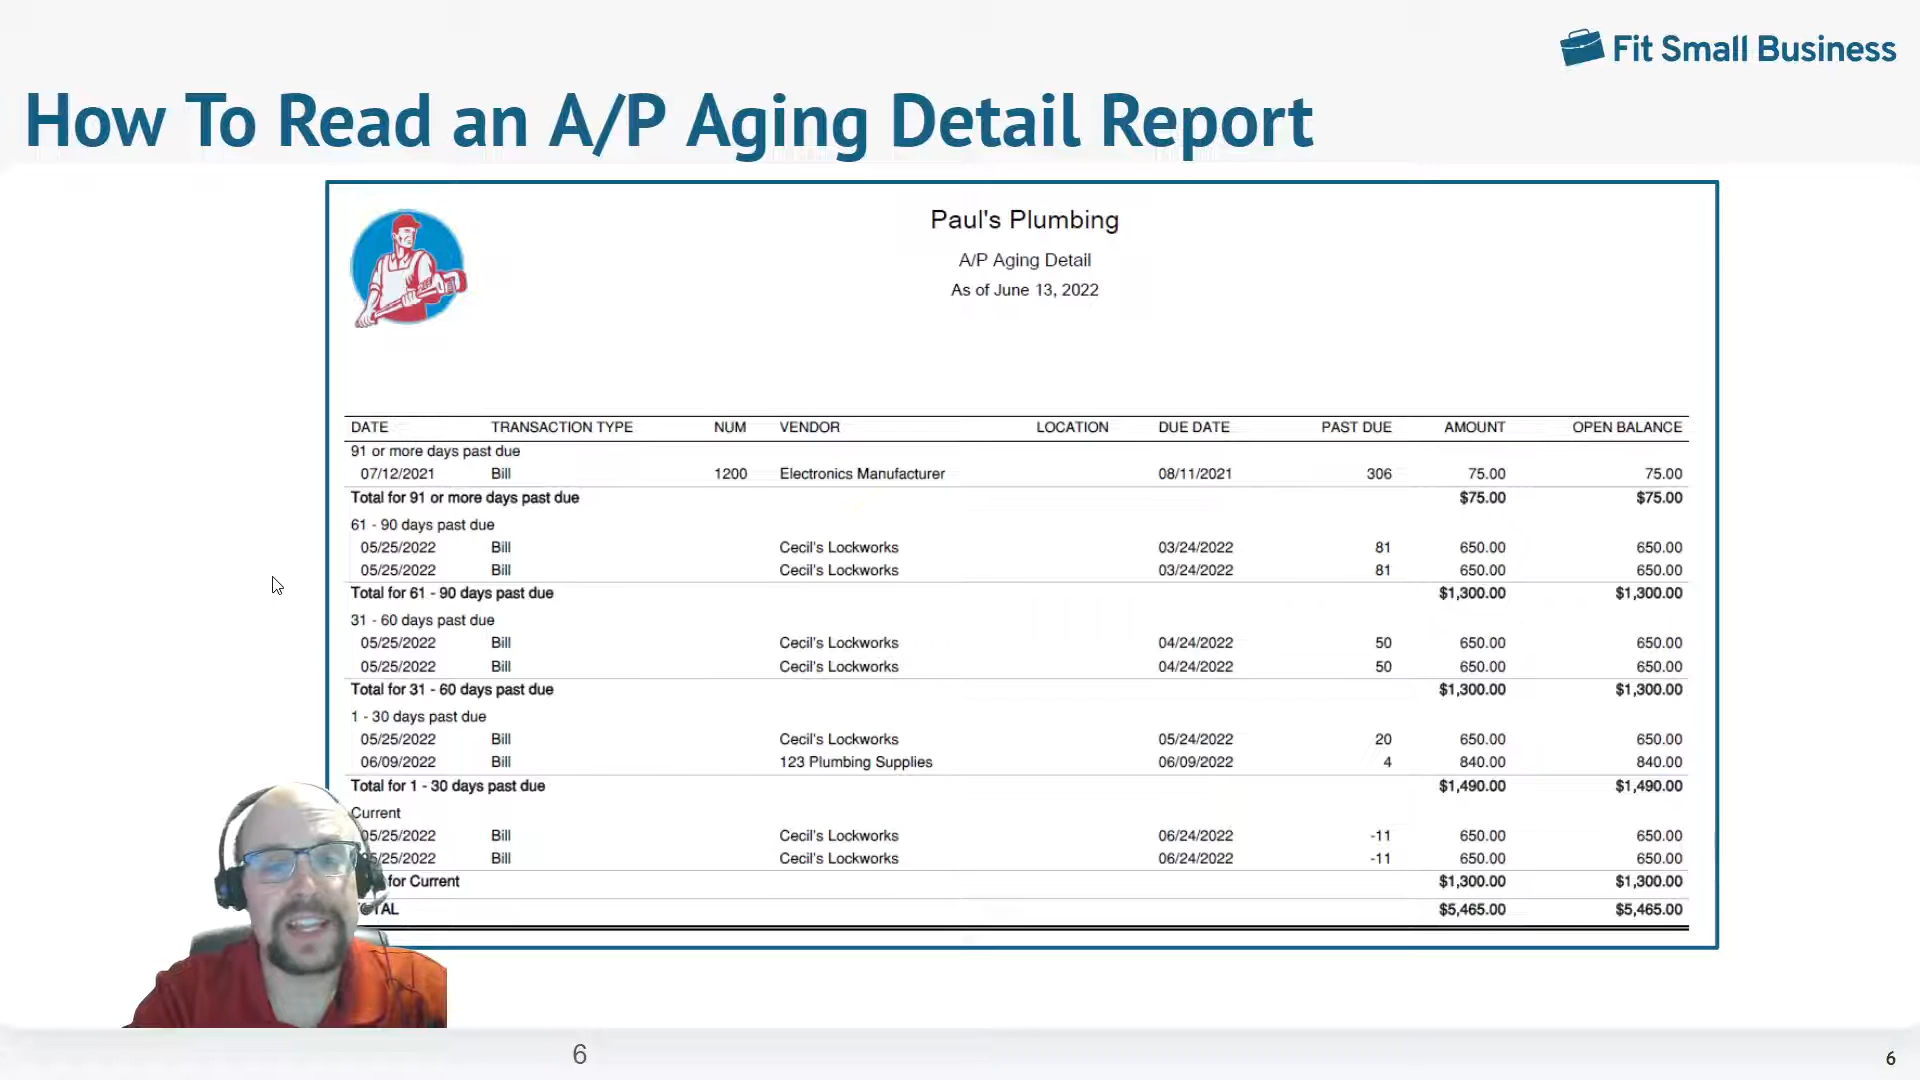 Fit Small Business
How To Read an A/P Aging Detail Report
Paul's Plumbing
A/P Aging Detail
As of June 13, 2022
DATE TRANSACTION TYPE NUM VENDOR LOCATION DUE DATE PAST DUE AMOUNT OPEN BALANCE
91 or more days past due
07/12/2021 Bill 1200 Electronics Manufacturer 08/11/2021 306 75.00 75.00
Total for 91 or more days past due $75.00 $75.00
61 - 90 days past due
05/25/2022 Bill Cecil's Lockworks 03/24/2022 81 650.00 650.00
05/25/2022 Bill Cecil's Lockworks 03/24/2022 81 650.00 650.00
Total for 61 - 90 days past due $1,300.00 $1,300.00
31 - 60 days past due
05/25/2022 Bill Cecil's Lockworks 04/24/2022 50 650.00 650.00
05/25/2022 Bill Cecil's Lockworks 04/24/2022 50 650.00 650.00
Total for 31 - 60 days past due $1,300.00 $1,300.00
1 - 30 days past due
05/25/2022 Bill Cecil's Lockworks 05/24/2022 20 650.00 650.00
06/09/2022 Bill 123 Plumbing Supplies 06/09/2022 4 840.00 840.00
Total for 1 - 30 days past due $1,490.00 $1,490.00
Current
05/25/2022 Bill Cecil's Lockworks 06/24/2022 -11 650.00 650.00
5/25/2022 Bill Cecil's Lockworks 06/24/2022 -11 650.00 650.00
for Current $1,300.00 $1,300.00
TOTAL $5,465.00 $5,465.00
6
6